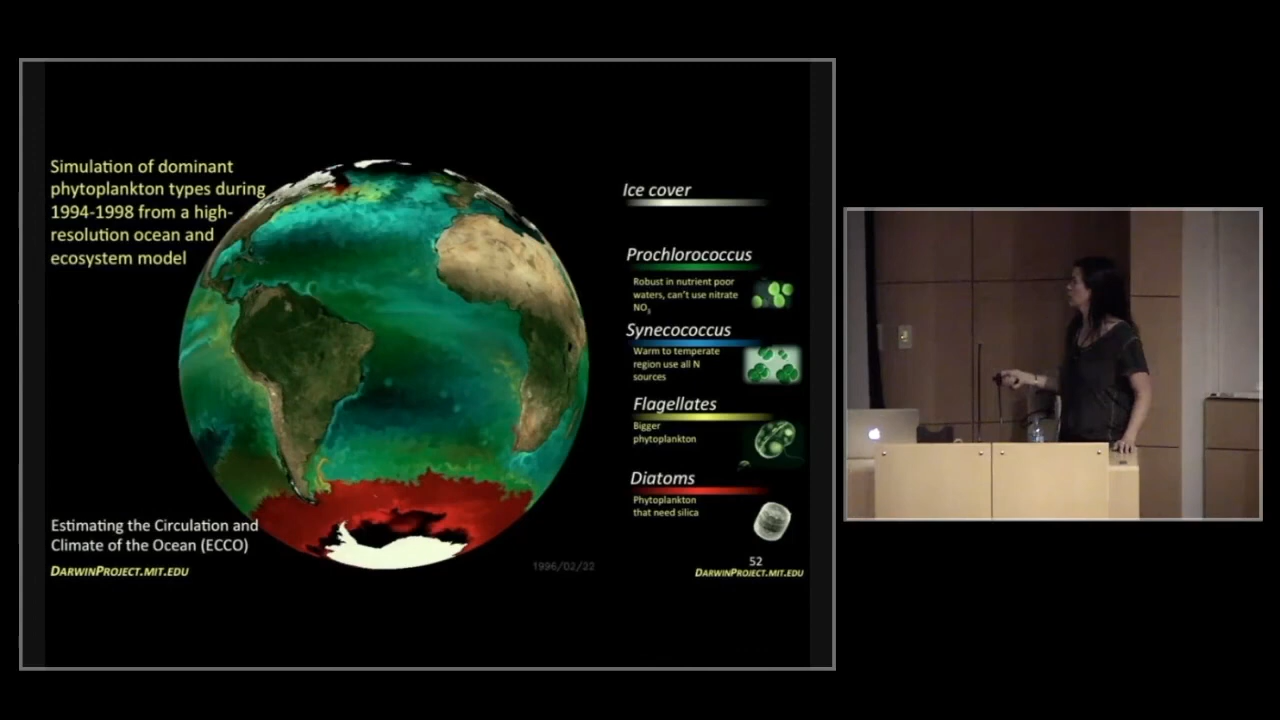 Simulation of dominant
phytoplankton types during
1994-1998 from a high-
resolution ocean and
ecosystem model
Estimating the Circulation and
Climate of the Ocean (ECCO)
DARWINPROJECT.MIT.EDU
1996/02/22
Ice cover
Prochlorococcus
Robust in nutrient poor
waters, can't use nitrate
NO₃
Synecococcus
Warm to temperate
region use all N
sources
Flagellates
Bigger
phytoplankton
Diatoms
Phytoplankton
that need silica
52
DARWINPROJECT.MIT.EDU